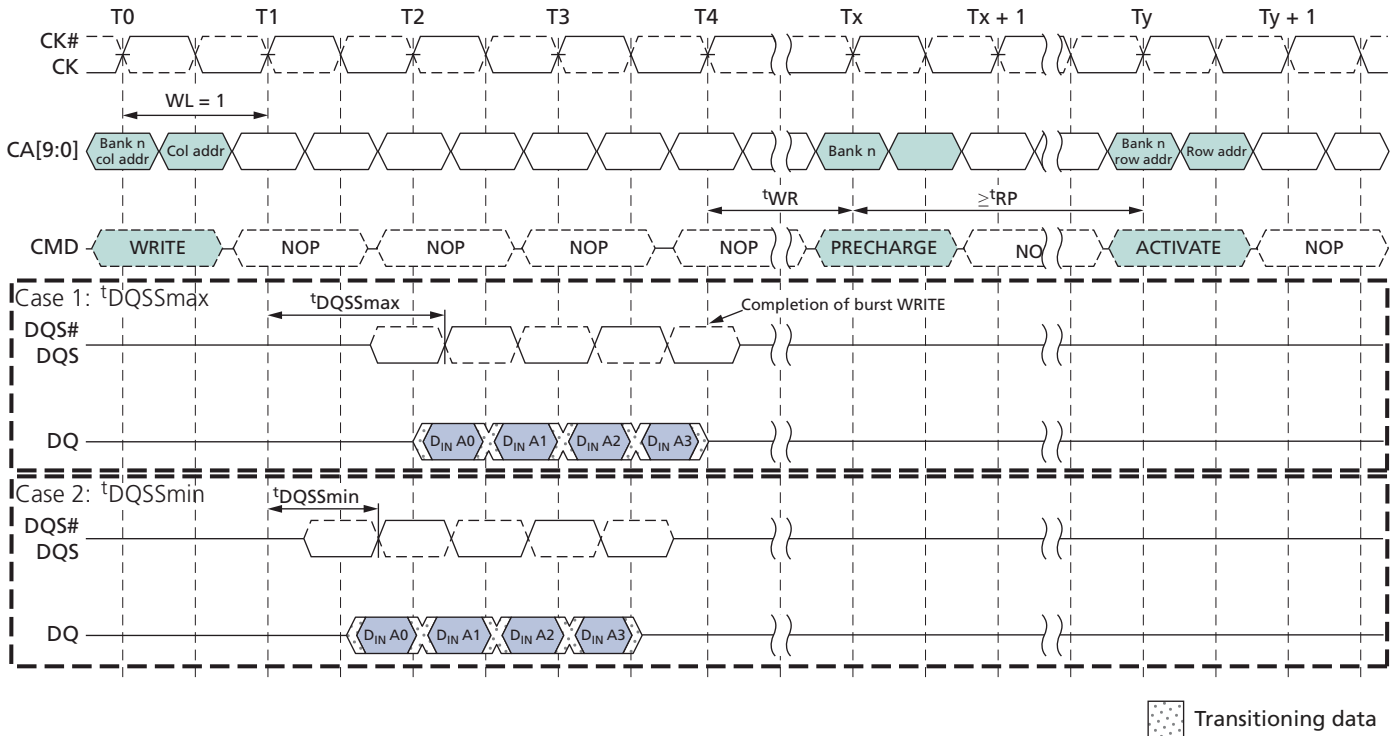 T0 T1 T2 T3 T4 Tx Tx + 1 Ty Ty + 1
CK#
CK
WL = 1
CA[9:0] Bank n col addr Col addr Bank n Bank n row addr Row addr
tWR ≥tRP
CMD WRITE NOP NOP NOP NOP PRECHARGE NO ACTIVATE NOP
Case 1: tDQSSmax
tDQSSmax
Completion of burst WRITE
DQS#
DQS
DQ DIN A0 DIN A1 DIN A2 DIN A3
Case 2: tDQSSmin
tDQSSmin
DQS#
DQS
DQ DIN A0 DIN A1 DIN A2 DIN A3
Transitioning data